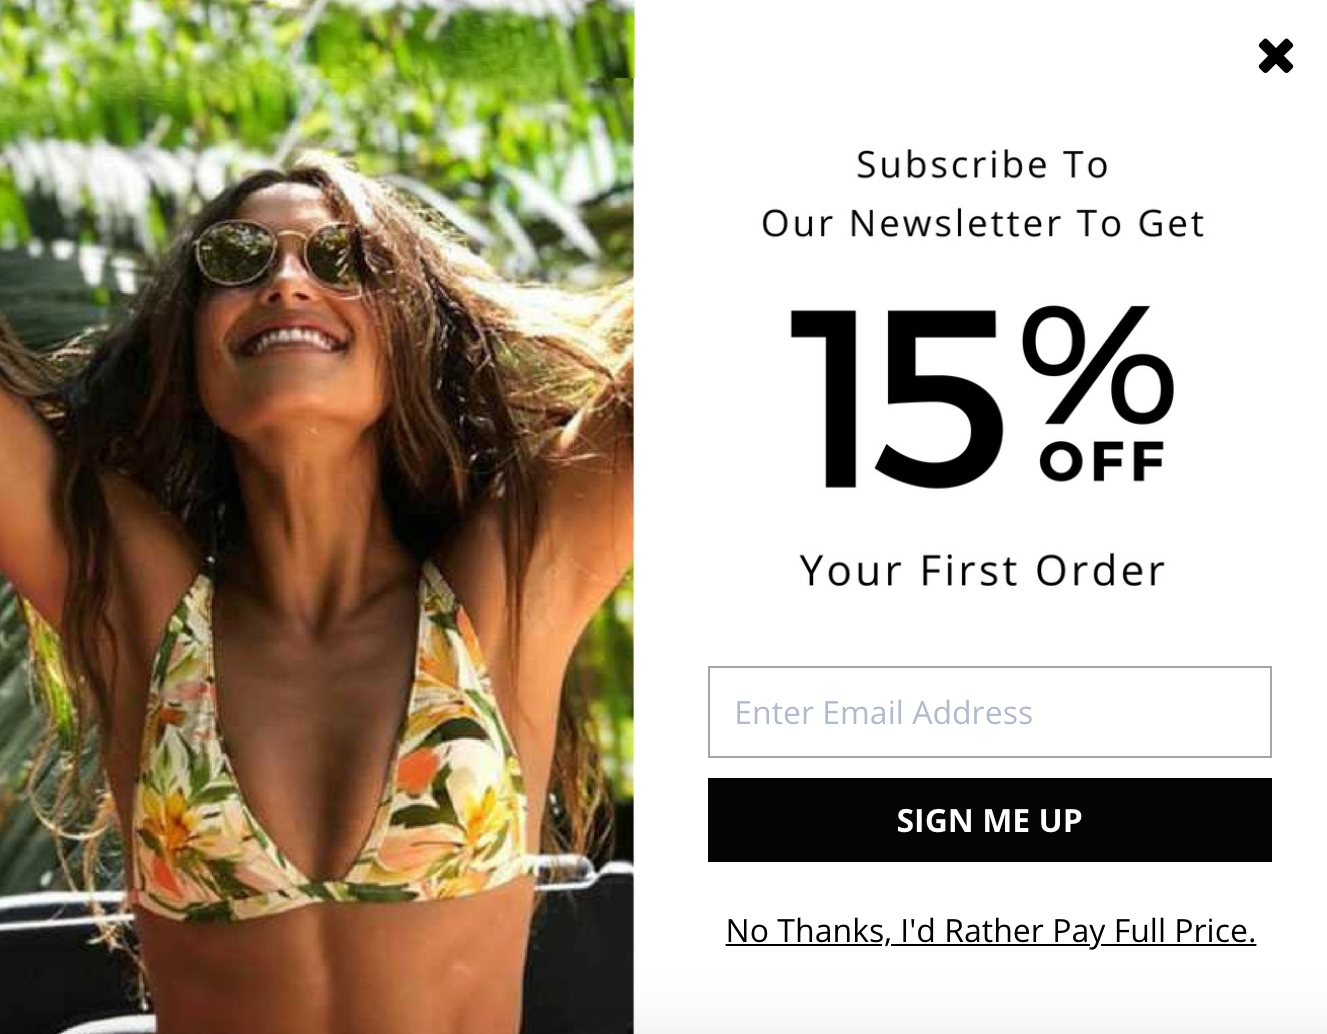 Subscribe To
Our Newsletter To Get
15%
OFF
Your First Order
Enter Email Address
SIGN ME UP
No Thanks, I'd Rather Pay Full Price.